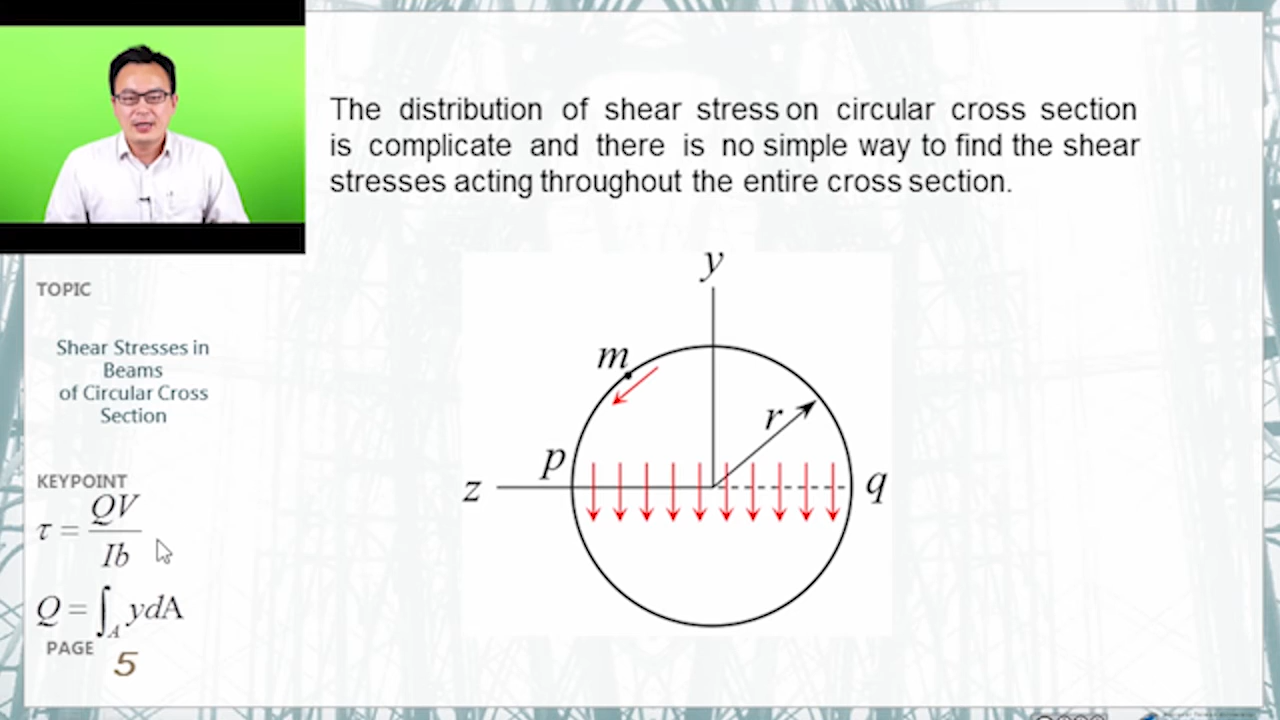 The distribution of shear stress on circular cross section
is complicate and there is no simple way to find the shear
stresses acting throughout the entire cross section.
TOPIC
Shear Stresses in
Beams
of Circular Cross
Section
KEYPOINT
τ = QV / Ib
Q = ∫_A ydA
PAGE
5
y
m
r
p
z
q